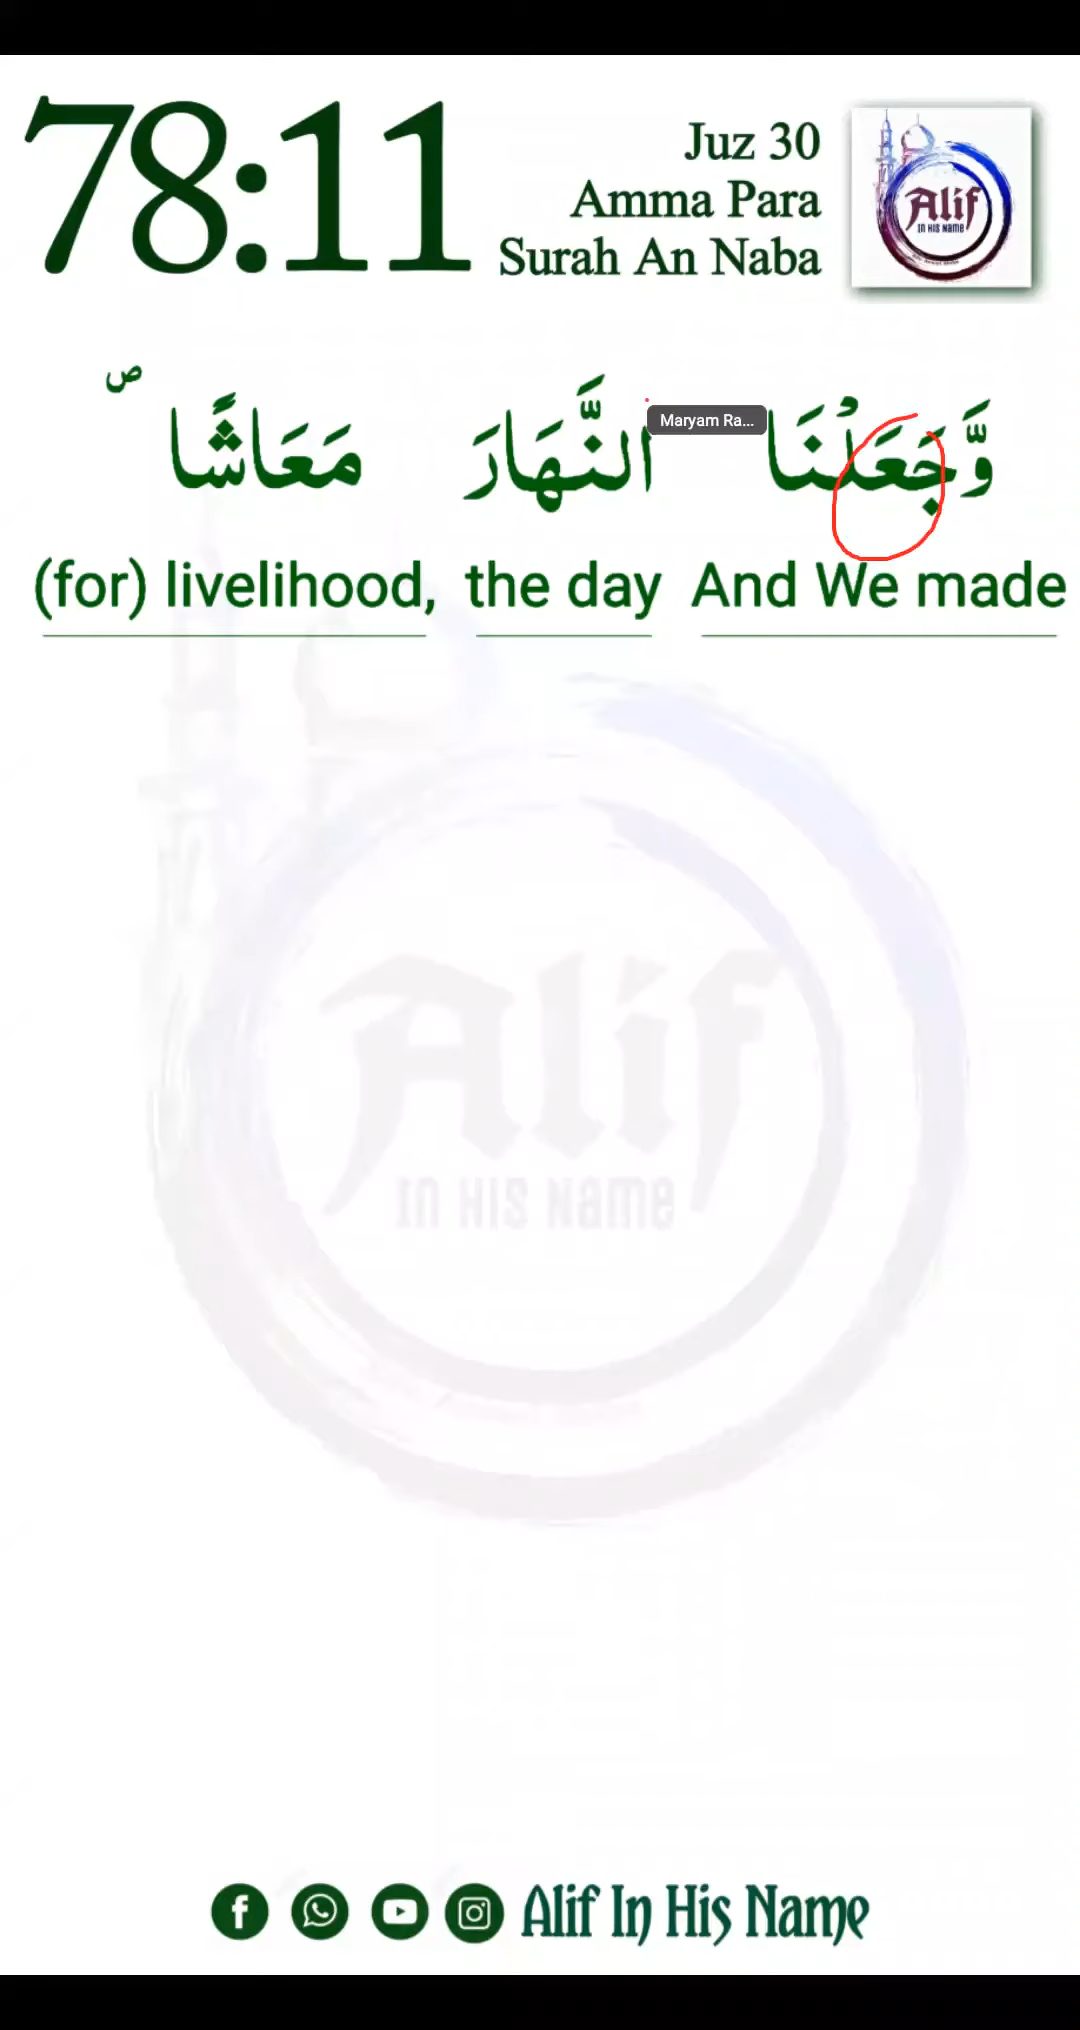 78:11
Juz 30
Amma Para
Surah An Naba
Alif
IN HIS NAME
وَّجَعَلْنَا النَّهَارَ مَعَاشًا ۖ
Maryam Ra...
(for) livelihood, the day And We made
Alif
IN HIS NAME
Alif In His Name